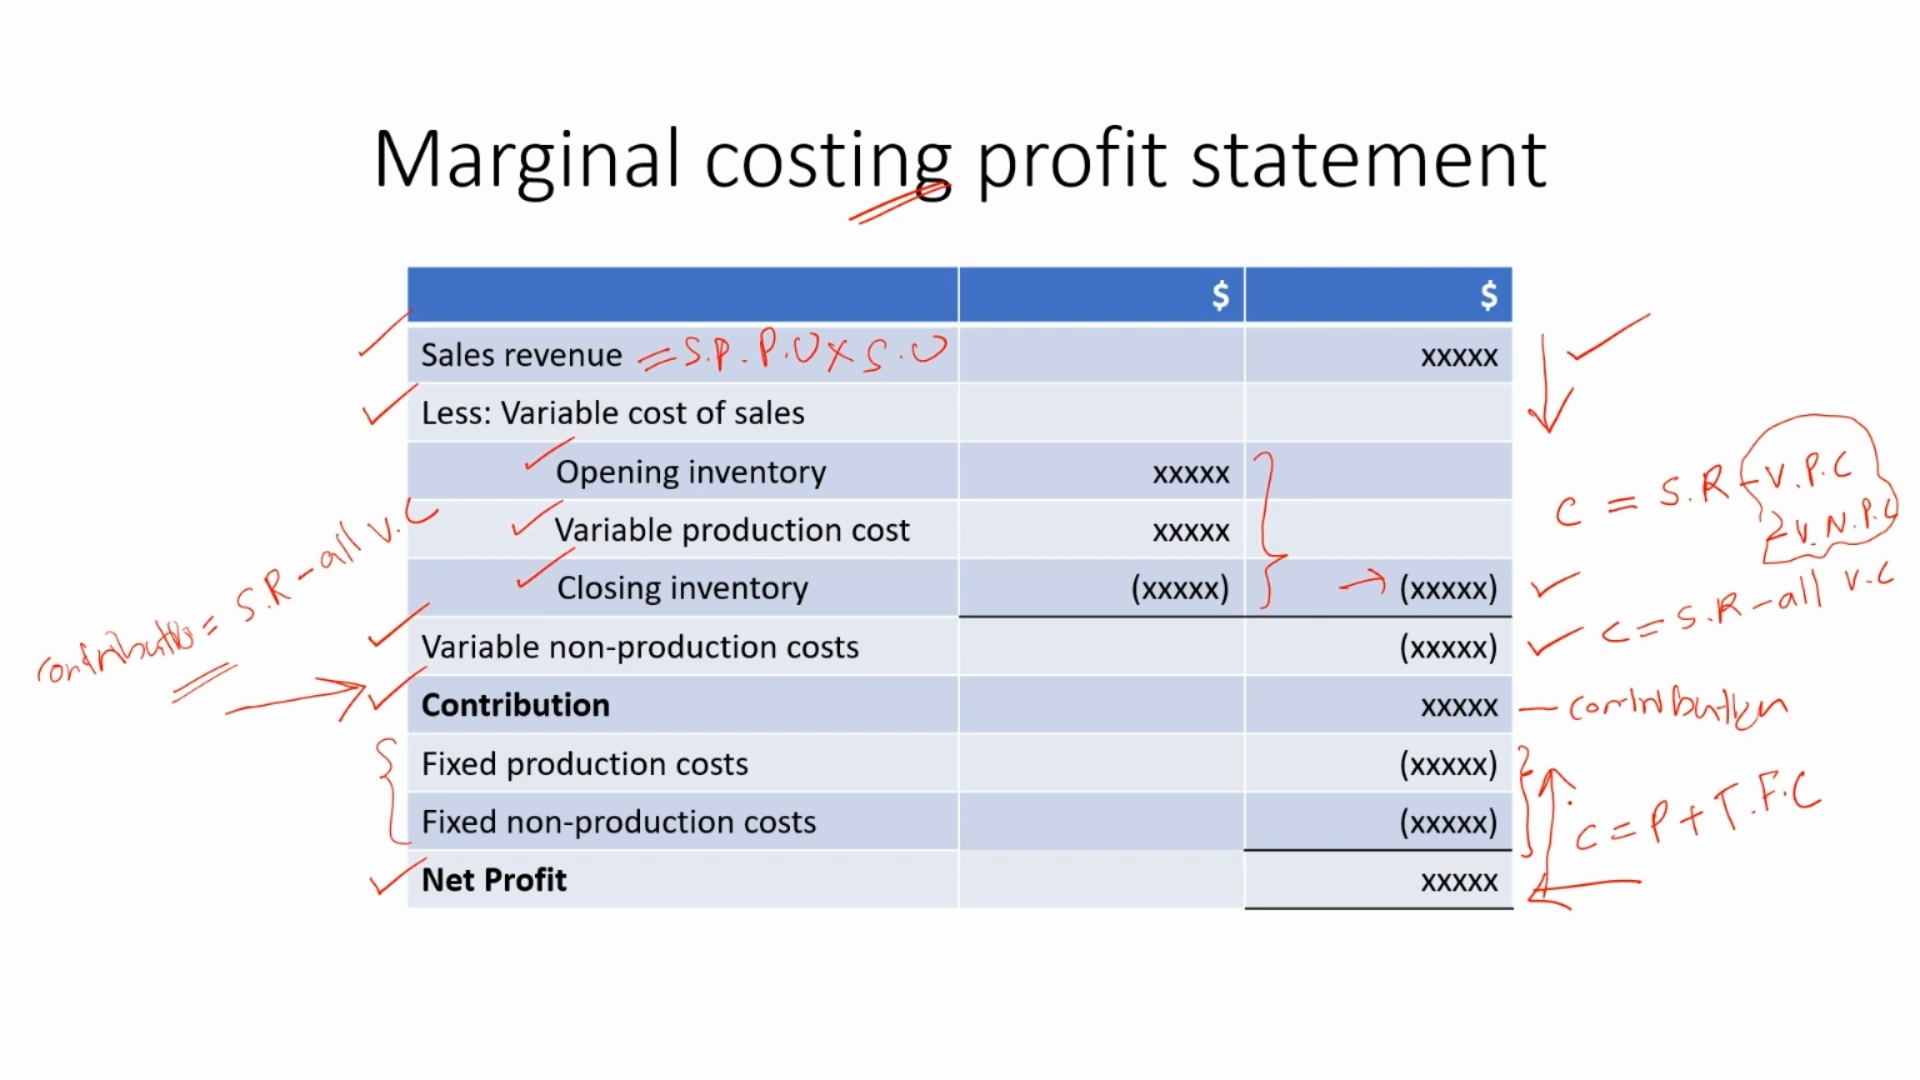 Marginal costing profit statement
$ $
Sales revenue = S.P.P.U x S.U xxxxx
Less: Variable cost of sales
Opening inventory xxxxx
Variable production cost xxxxx
Closing inventory (xxxxx) (xxxxx)
Variable non-production costs (xxxxx)
Contribution xxxxx
Fixed production costs (xxxxx)
Fixed non-production costs (xxxxx)
Net Profit xxxxx
contribution = S.R - all v.C
C = S.R - V.P.C
- V.N.P.C
C = S.R - all v.c
- contribution
C = P + T.F.C